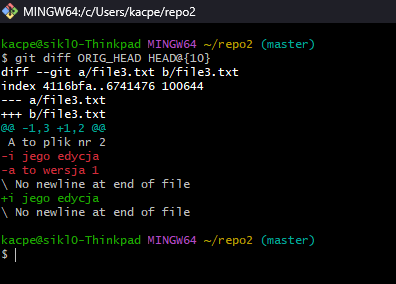 MINGW64:/c/Users/kacpe/repo2
kacpe@sikl0-Thinkpad MINGW64 ~/repo2 (master)
$ git diff ORIG_HEAD HEAD@{10}
diff --git a/file3.txt b/file3.txt
index 4116bfa..6741476 100644
--- a/file3.txt
+++ b/file3.txt
@@ -1,3 +1,2 @@
 A to plik nr 2
-i jego edycja
-a to wersja 1
\ No newline at end of file
+i jego edycja
\ No newline at end of file
kacpe@sikl0-Thinkpad MINGW64 ~/repo2 (master)
$